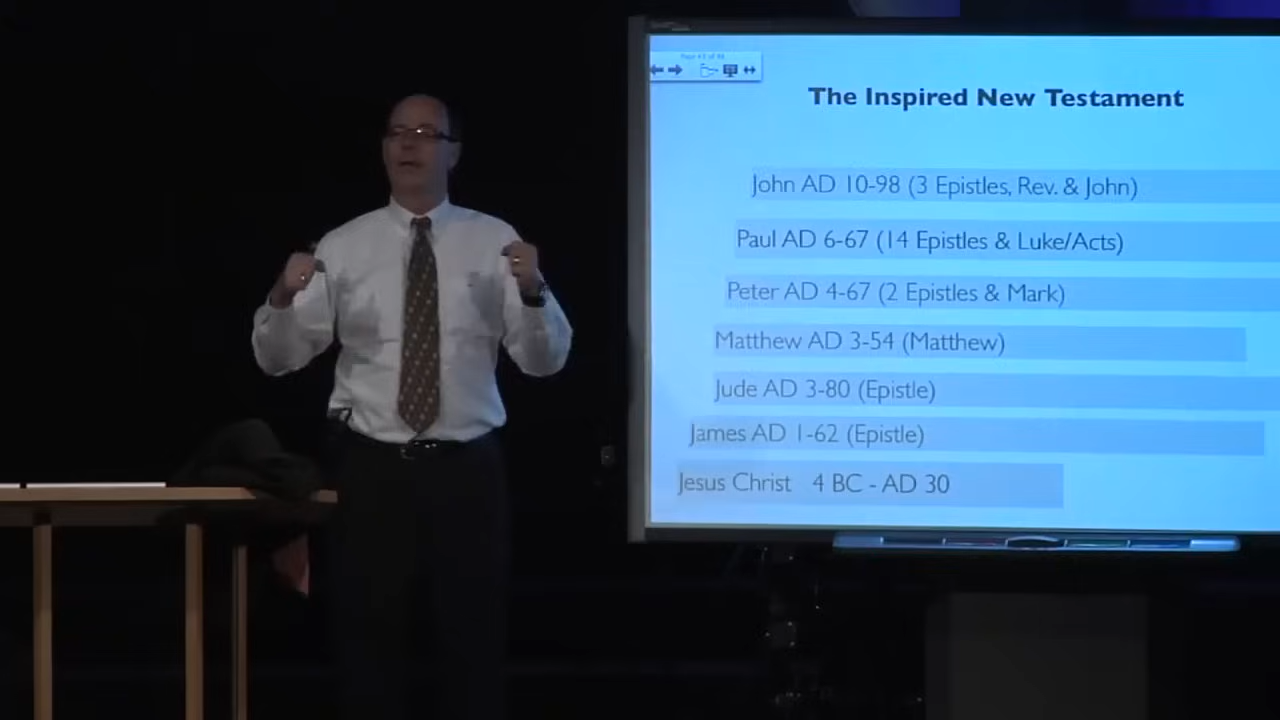 The Inspired New Testament
John AD 10-98 (3 Epistles, Rev. & John)
Paul AD 6-67 (14 Epistles & Luke/Acts)
Peter AD 4-67 (2 Epistles & Mark)
Matthew AD 3-54 (Matthew)
Jude AD 3-80 (Epistle)
James AD 1-62 (Epistle)
Jesus Christ 4 BC - AD 30